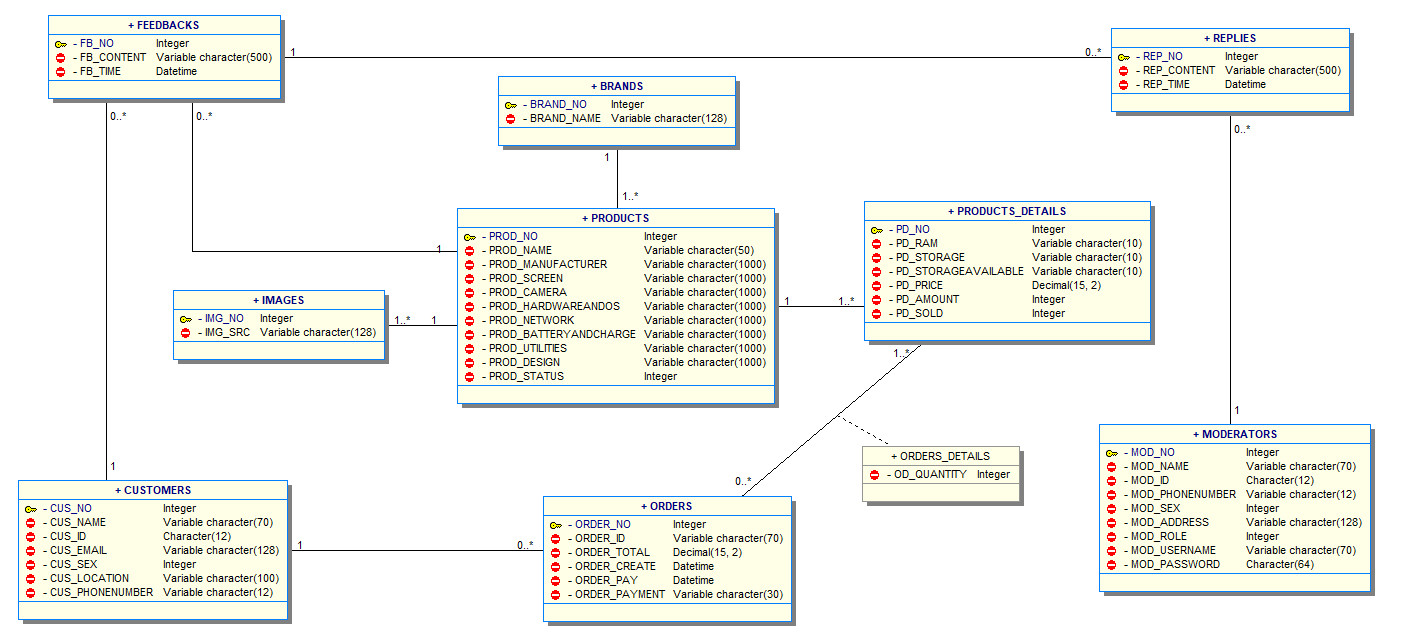 + FEEDBACKS
- FB_NO Integer
- FB_CONTENT Variable character(500)
- FB_TIME Datetime
1
0..*
+ REPLIES
- REP_NO Integer
- REP_CONTENT Variable character(500)
- REP_TIME Datetime
+ BRANDS
- BRAND_NO Integer
- BRAND_NAME Variable character(128)
0..*
0..*
0..*
1
1..*
+ PRODUCTS
- PROD_NO Integer
- PROD_NAME Variable character(50)
- PROD_MANUFACTURER Variable character(1000)
- PROD_SCREEN Variable character(1000)
- PROD_CAMERA Variable character(1000)
- PROD_HARDWAREANDOS Variable character(1000)
- PROD_NETWORK Variable character(1000)
- PROD_BATTERYANDCHARGE Variable character(1000)
- PROD_UTILITIES Variable character(1000)
- PROD_DESIGN Variable character(1000)
- PROD_STATUS Integer
1
+ PRODUCTS_DETAILS
- PD_NO Integer
- PD_RAM Variable character(10)
- PD_STORAGE Variable character(10)
- PD_STORAGEAVAILABLE Variable character(10)
- PD_PRICE Decimal(15, 2)
- PD_AMOUNT Integer
- PD_SOLD Integer
1
1..*
+ IMAGES
- IMG_NO Integer
- IMG_SRC Variable character(128)
1..*
1
1..*
0..*
+ ORDERS_DETAILS
- OD_QUANTITY Integer
1
+ MODERATORS
- MOD_NO Integer
- MOD_NAME Variable character(70)
- MOD_ID Character(12)
- MOD_PHONENUMBER Variable character(12)
- MOD_SEX Integer
- MOD_ADDRESS Variable character(128)
- MOD_ROLE Integer
- MOD_USERNAME Variable character(70)
- MOD_PASSWORD Character(64)
1
+ CUSTOMERS
- CUS_NO Integer
- CUS_NAME Variable character(70)
- CUS_ID Character(12)
- CUS_EMAIL Variable character(128)
- CUS_SEX Integer
- CUS_LOCATION Variable character(100)
- CUS_PHONENUMBER Variable character(12)
1
0..*
+ ORDERS
- ORDER_NO Integer
- ORDER_ID Variable character(70)
- ORDER_TOTAL Decimal(15, 2)
- ORDER_CREATE Datetime
- ORDER_PAY Datetime
- ORDER_PAYMENT Variable character(30)